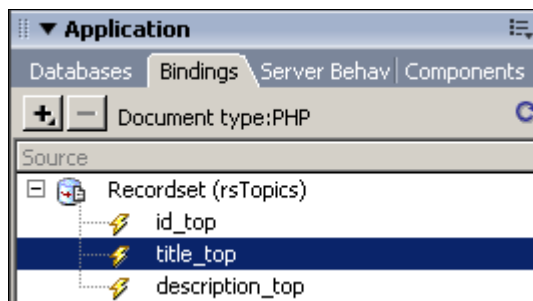 Application
Databases Bindings Server Behav Components
Document type:PHP
Source
Recordset (rsTopics)
id_top
title_top
description_top